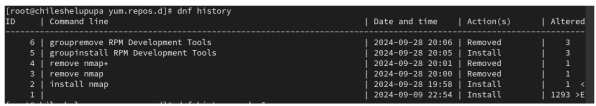 [root@chileshelupupa yum.repos.d]# dnf history
ID | Command line | Date and time | Action(s) | Altered
6 | groupremove RPM Development Tools | 2024-09-28 20:06 | Removed | 3
5 | groupinstall RPM Development Tools | 2024-09-28 20:05 | Install | 3
4 | remove nmap* | 2024-09-28 20:01 | Removed | 1
3 | remove nmap | 2024-09-28 20:00 | Removed | 1
2 | install nmap | 2024-09-28 19:58 | Install | 1 <
1 | | 2024-09-09 22:54 | Install | 1293 >E